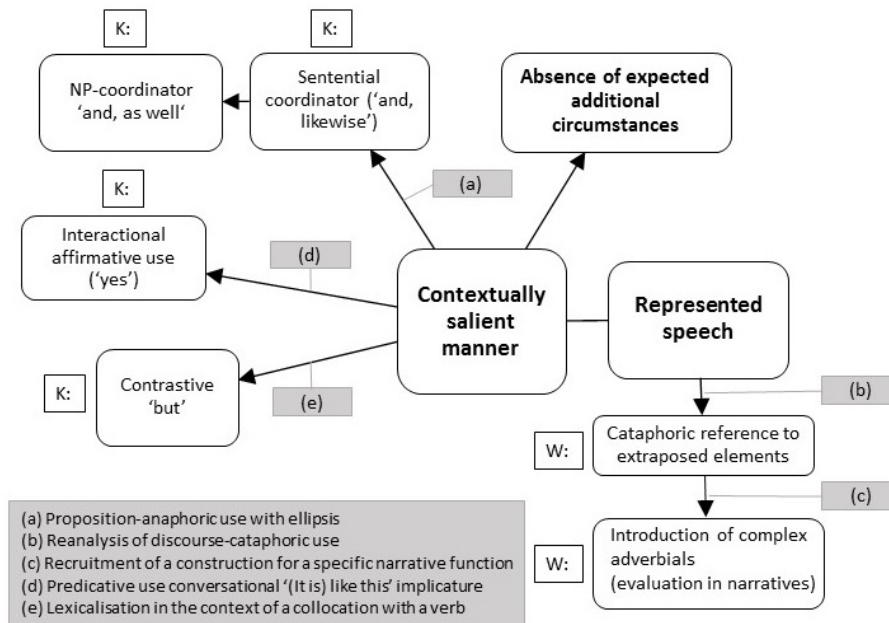 K:
K:
NP-coordinator
‘and, as well‘
Sentential
coordinator (‘and,
likewise’)
Absence of expected
additional
circumstances
(a)
K:
Interactional
affirmative use
(‘yes’)
(d)
Contextually
salient
manner
Represented
speech
K:
Contrastive
‘but’
(e)
(b)
W:
Cataphoric reference to
extraposed elements
(c)
W:
Introduction of complex
adverbials
(evaluation in narratives)
(a) Proposition-anaphoric use with ellipsis
(b) Reanalysis of discourse-cataphoric use
(c) Recruitment of a construction for a specific narrative function
(d) Predicative use conversational ‘(It is) like this’ implicature
(e) Lexicalisation in the context of a collocation with a verb